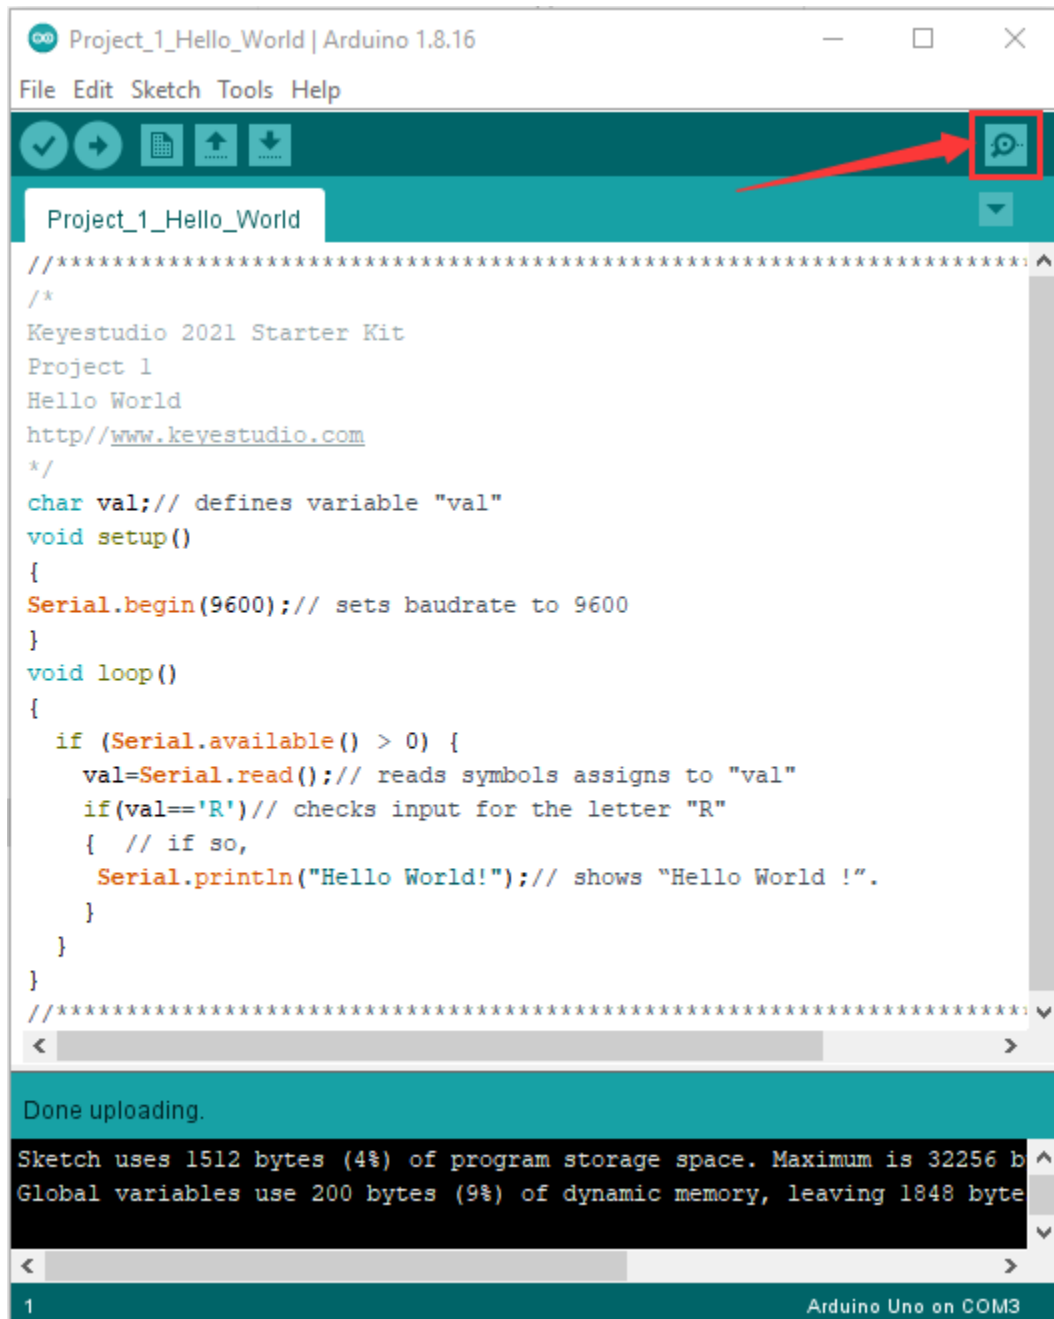 Project_1_Hello_World | Arduino 1.8.16
File Edit Sketch Tools Help
Project_1_Hello_World
//**********************************************************************
/*
Keyestudio 2021 Starter Kit
Project 1
Hello World
http//www.keyestudio.com
*/
char val;// defines variable "val"
void setup()
{
Serial.begin(9600);// sets baudrate to 9600
}
void loop()
{
  if (Serial.available() > 0) {
    val=Serial.read();// reads symbols assigns to "val"
    if(val=='R')// checks input for the letter "R"
    {  // if so,
     Serial.println("Hello World!");// shows “Hello World !”.
    }
  }
}
//**********************************************************************
Done uploading.
Sketch uses 1512 bytes (4%) of program storage space. Maximum is 32256 b
Global variables use 200 bytes (9%) of dynamic memory, leaving 1848 byte
1
Arduino Uno on COM3